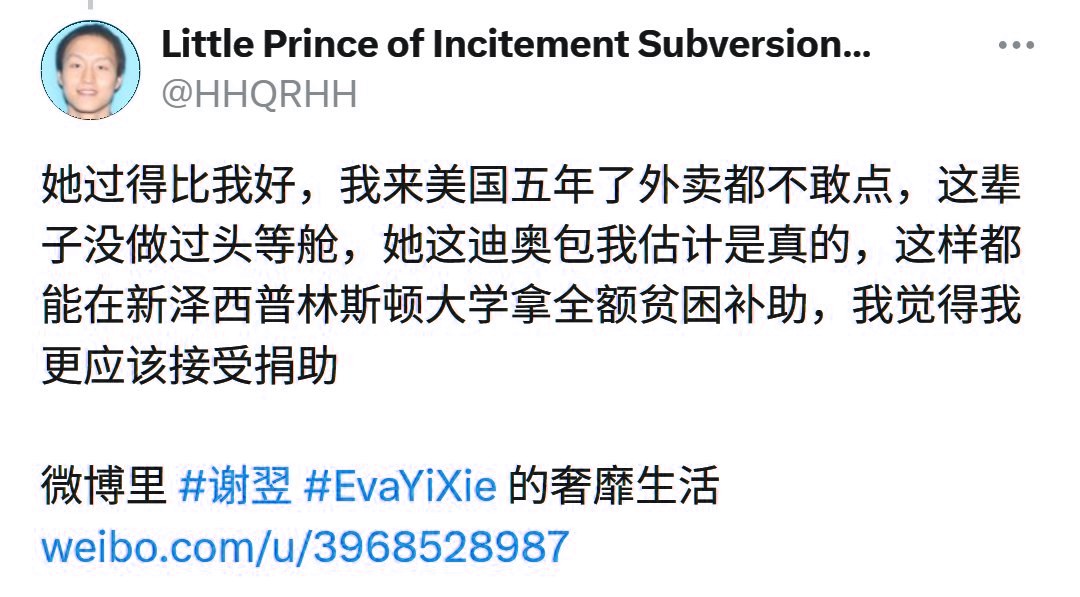 Little Prince of Incitement Subversion...
@HHQRHH
她过得比我好，我来美国五年了外卖都不敢点，这辈
子没做过头等舱，她这迪奥包我估计是真的，这样都
能在新泽西普林斯顿大学拿全额贫困补助，我觉得我
更应该接受捐助
微博里 #谢翌 #EvaYiXie 的奢靡生活
weibo.com/u/3968528987